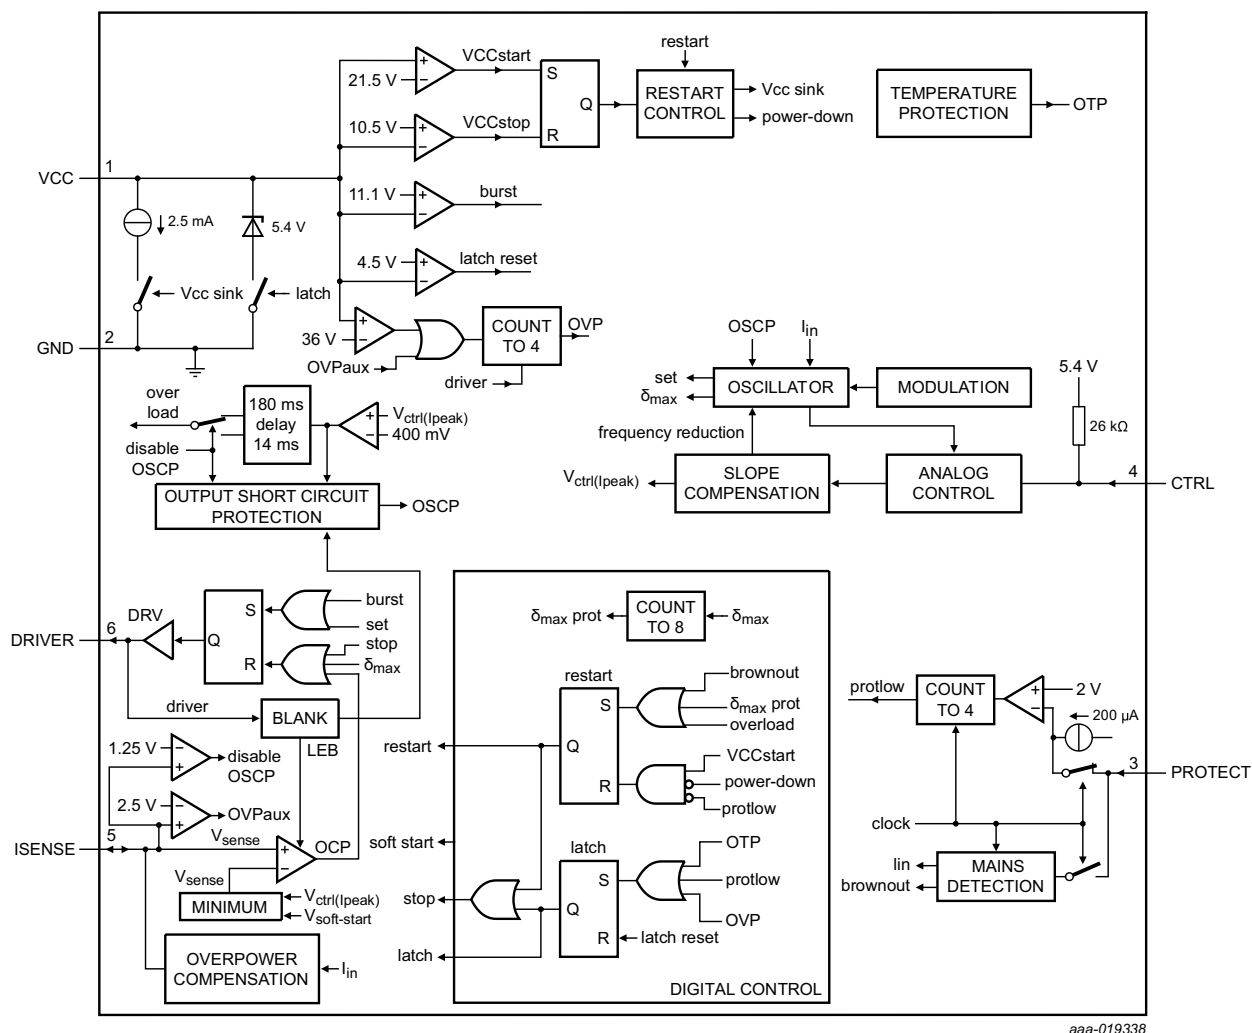 restart
VCCstart
21.5 V
+
−
S
Q
R
RESTART
CONTROL
Vcc sink
power-down
TEMPERATURE
PROTECTION
OTP
10.5 V
+
−
VCCstop
VCC
1
11.1 V
+
−
burst
2.5 mA
5.4 V
4.5 V
+
−
latch reset
Vcc sink
latch
GND
2
36 V
+
−
OVPaux
COUNT
TO 4
OVP
driver
OSCP
Iin
set
δmax
OSCILLATOR
MODULATION
5.4 V
26 kΩ
frequency reduction
over
load
180 ms
delay
14 ms
+
−
Vctrl(Ipeak)
400 mV
disable
OSCP
Vctrl(Ipeak)
SLOPE
COMPENSATION
ANALOG
CONTROL
4
CTRL
OUTPUT SHORT CIRCUIT
PROTECTION
OSCP
DRIVER
6
DRV
S
Q
R
burst
set
stop
δmax
driver
BLANK
LEB
1.25 V
−
+
disable
OSCP
2.5 V
−
+
OVPaux
ISENSE
5
Vsense
+
−
OCP
Vsense
MINIMUM
Vctrl(Ipeak)
Vsoft-start
OVERPOWER
COMPENSATION
Iin
δmax prot
COUNT
TO 8
δmax
restart
S
Q
R
brownout
δmax prot
overload
VCCstart
power-down
protlow
restart
soft start
stop
latch
latch
S
Q
R
OTP
protlow
OVP
latch reset
DIGITAL CONTROL
protlow
COUNT
TO 4
+
−
2 V
200 μA
3
PROTECT
clock
Iin
brownout
MAINS
DETECTION
aaa-019338